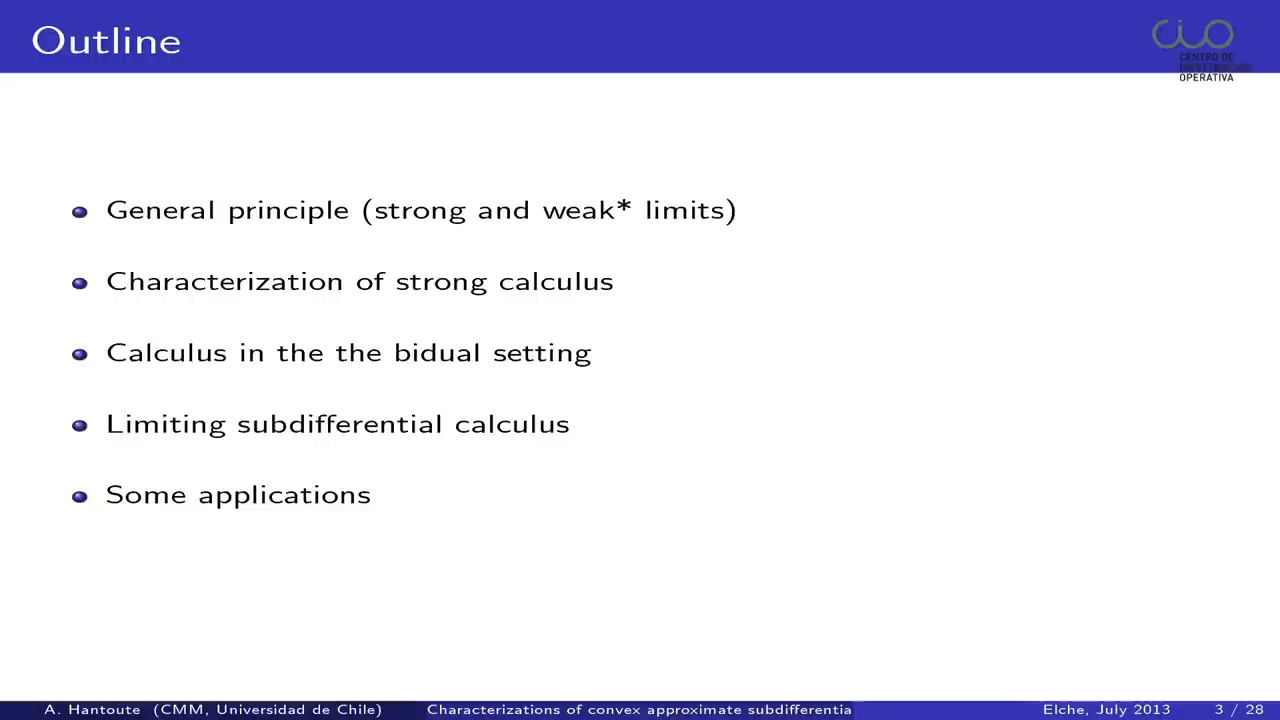 Outline
CIO
CENTRO DE
OPERATIVA
General principle (strong and weak* limits)
Characterization of strong calculus
Calculus in the the bidual setting
Limiting subdifferential calculus
Some applications
A. Hantoute (CMM, Universidad de Chile) Characterizations of convex approximate subdifferentia Elche, July 2013 3 / 28